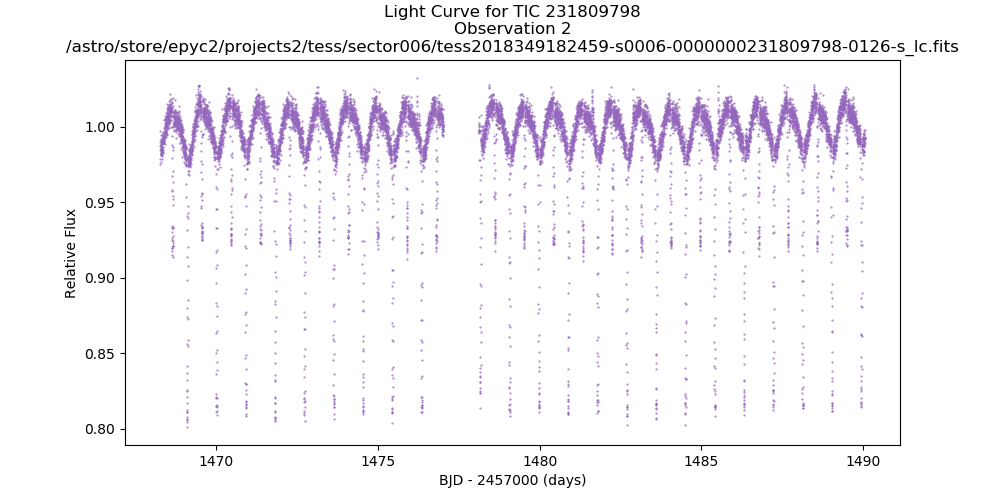 Light Curve for TIC 231809798
Observation 2
/astro/store/epyc2/projects2/tess/sector006/tess2018349182459-s0006-0000000231809798-0126-s_lc.fits
Relative Flux
1.00
0.95
0.90
0.85
0.80
1470
1475
1480
1485
1490
BJD - 2457000 (days)